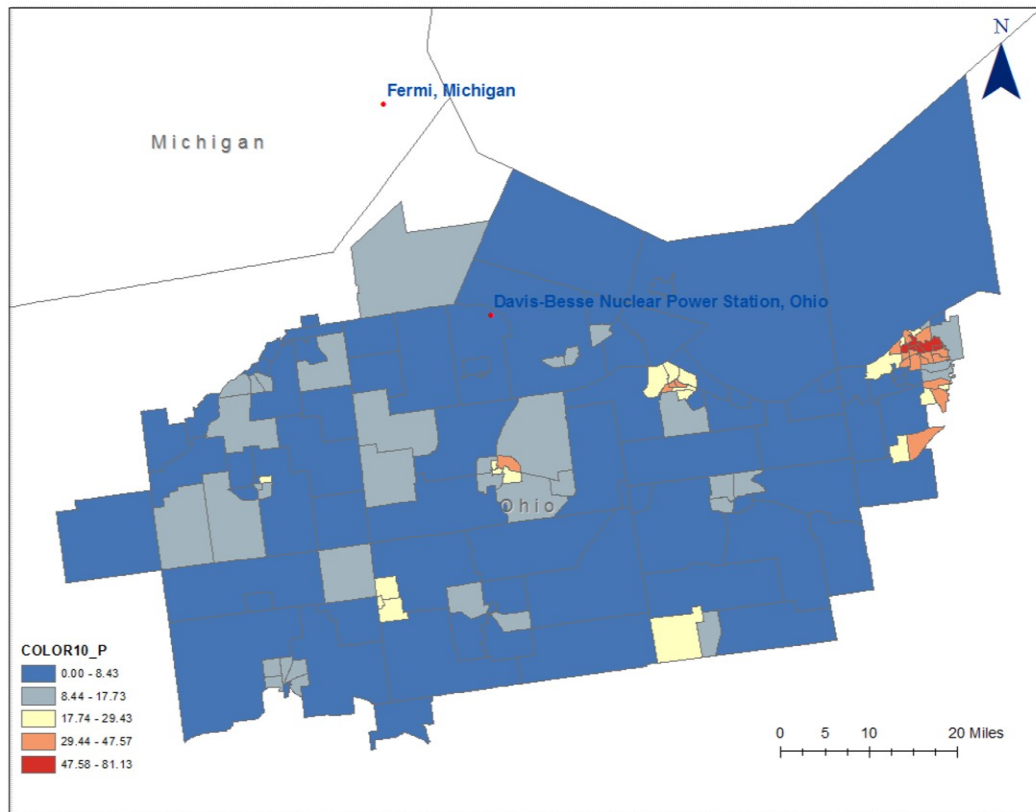 N
Fermi, Michigan
Michigan
Davis-Besse Nuclear Power Station, Ohio
Ohio
COLOR10_P
0.00 - 8.43
8.44 - 17.73
17.74 - 29.43
29.44 - 47.57
47.58 - 81.13
0 5 10 20 Miles